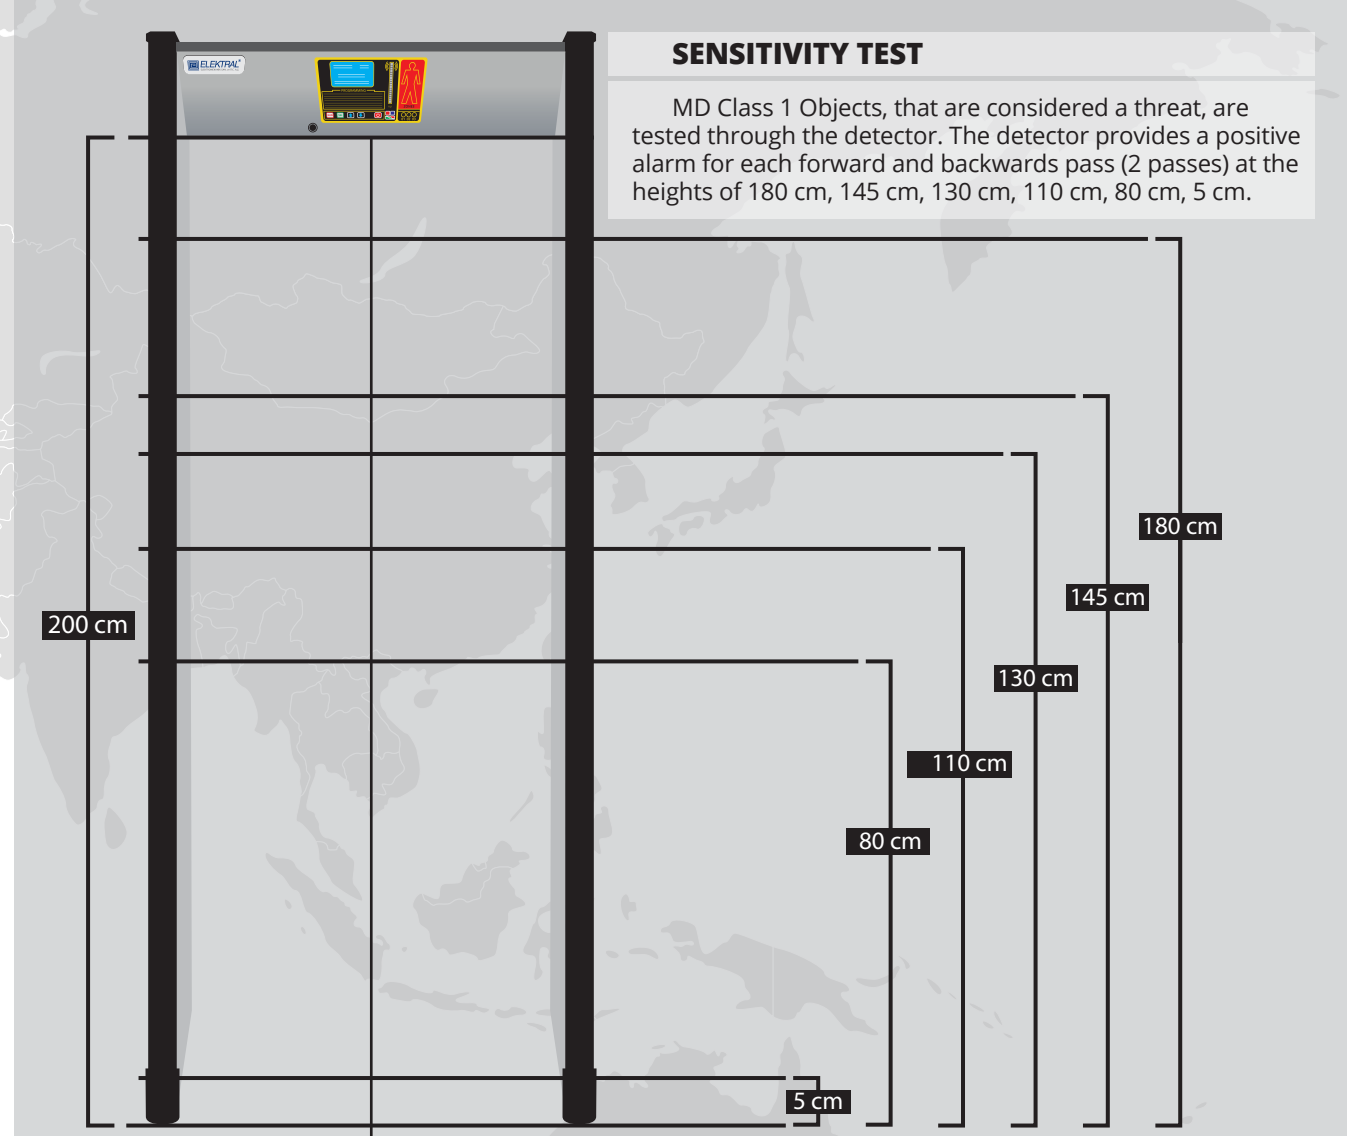 ELEKTRAL
SENSITIVITY TEST
MD Class 1 Objects, that are considered a threat, are
tested through the detector. The detector provides a positive
alarm for each forward and backwards pass (2 passes) at the
heights of 180 cm, 145 cm, 130 cm, 110 cm, 80 cm, 5 cm.
180 cm
145 cm
200 cm
130 cm
110 cm
80 cm
5 cm